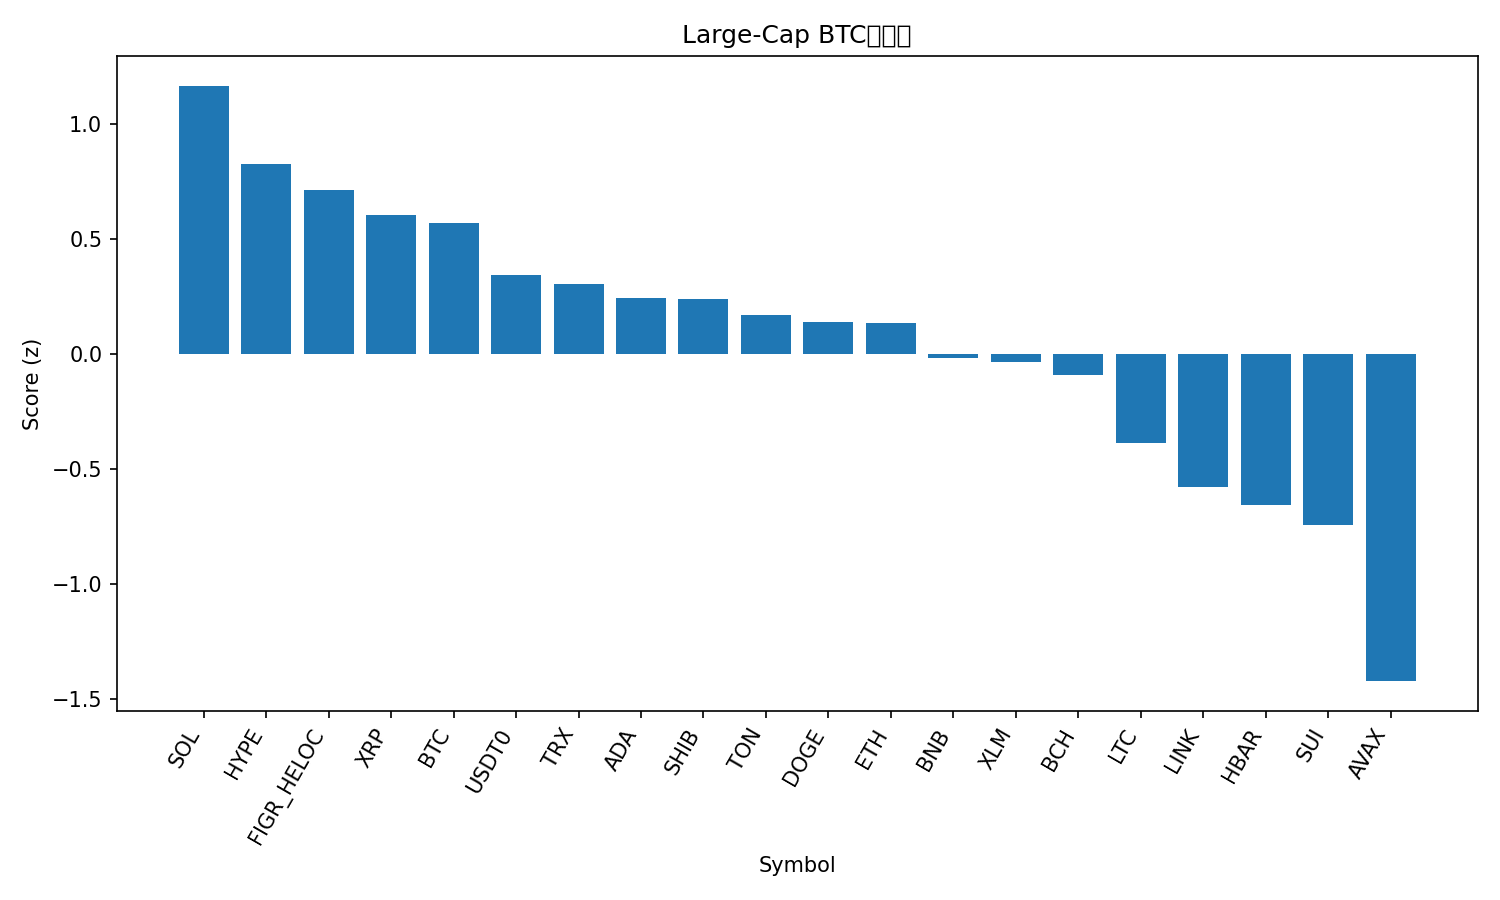 Large-Cap BTC
Score (z)
1.0
0.5
0.0
−0.5
−1.0
−1.5
SOL
HYPE
FIGR_HELOC
XRP
BTC
USDT0
TRX
ADA
SHIB
TON
DOGE
ETH
BNB
XLM
BCH
LTC
LINK
HBAR
SUI
AVAX
Symbol